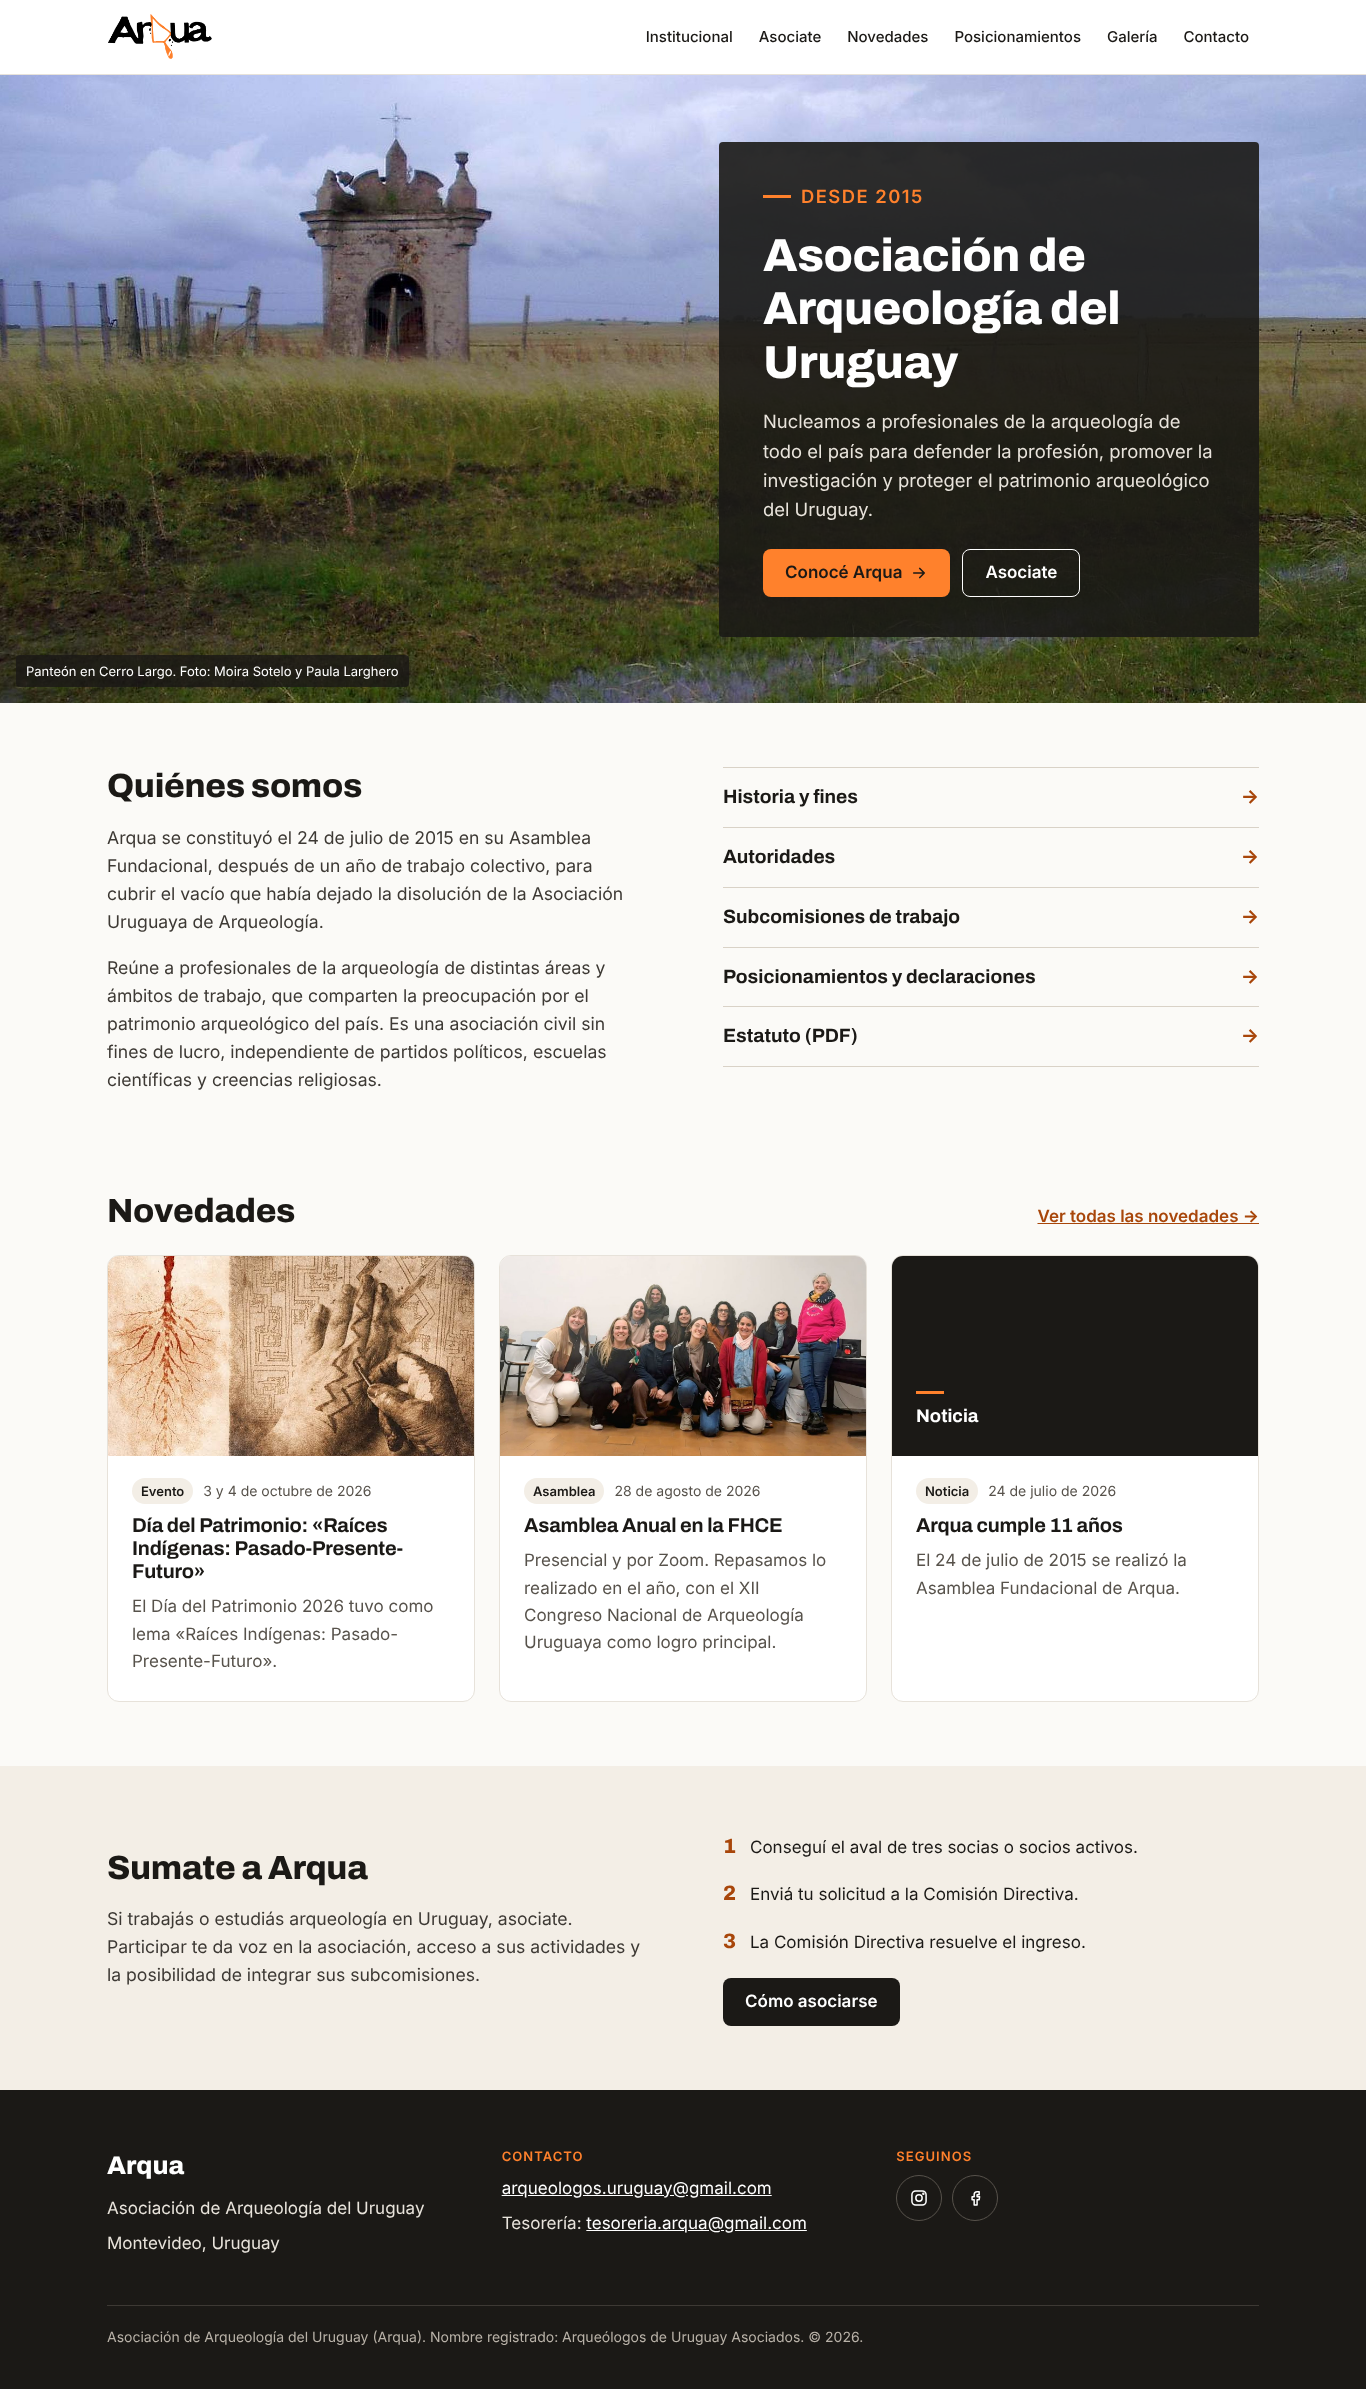 Arqua
Institucional
Asociate
Novedades
Posicionamientos
Galería
Contacto
DESDE 2015
Asociación de
Arqueología del
Uruguay
Nucleamos a profesionales de la arqueología de
todo el país para defender la profesión, promover la
investigación y proteger el patrimonio arqueológico
del Uruguay.
Conocé Arqua →
Asociate
Panteón en Cerro Largo. Foto: Moira Sotelo y Paula Larghero
Quiénes somos
Arqua se constituyó el 24 de julio de 2015 en su Asamblea
Fundacional, después de un año de trabajo colectivo, para
cubrir el vacío que había dejado la disolución de la Asociación
Uruguaya de Arqueología.
Reúne a profesionales de la arqueología de distintas áreas y
ámbitos de trabajo, que comparten la preocupación por el
patrimonio arqueológico del país. Es una asociación civil sin
fines de lucro, independiente de partidos políticos, escuelas
científicas y creencias religiosas.
Historia y fines →
Autoridades →
Subcomisiones de trabajo →
Posicionamientos y declaraciones →
Estatuto (PDF) →
Novedades
Ver todas las novedades →
Evento 3 y 4 de octubre de 2026
Día del Patrimonio: «Raíces
Indígenas: Pasado-Presente-
Futuro»
El Día del Patrimonio 2026 tuvo como
lema «Raíces Indígenas: Pasado-
Presente-Futuro».
Asamblea 28 de agosto de 2026
Asamblea Anual en la FHCE
Presencial y por Zoom. Repasamos lo
realizado en el año, con el XII
Congreso Nacional de Arqueología
Uruguaya como logro principal.
Noticia
Noticia 24 de julio de 2026
Arqua cumple 11 años
El 24 de julio de 2015 se realizó la
Asamblea Fundacional de Arqua.
Sumate a Arqua
Si trabajás o estudiás arqueología en Uruguay, asociate.
Participar te da voz en la asociación, acceso a sus actividades y
la posibilidad de integrar sus subcomisiones.
1 Conseguí el aval de tres socias o socios activos.
2 Enviá tu solicitud a la Comisión Directiva.
3 La Comisión Directiva resuelve el ingreso.
Cómo asociarse
Arqua
Asociación de Arqueología del Uruguay
Montevideo, Uruguay
CONTACTO
arqueologos.uruguay@gmail.com
Tesorería: tesoreria.arqua@gmail.com
SEGUINOS
Asociación de Arqueología del Uruguay (Arqua). Nombre registrado: Arqueólogos de Uruguay Asociados. © 2026.